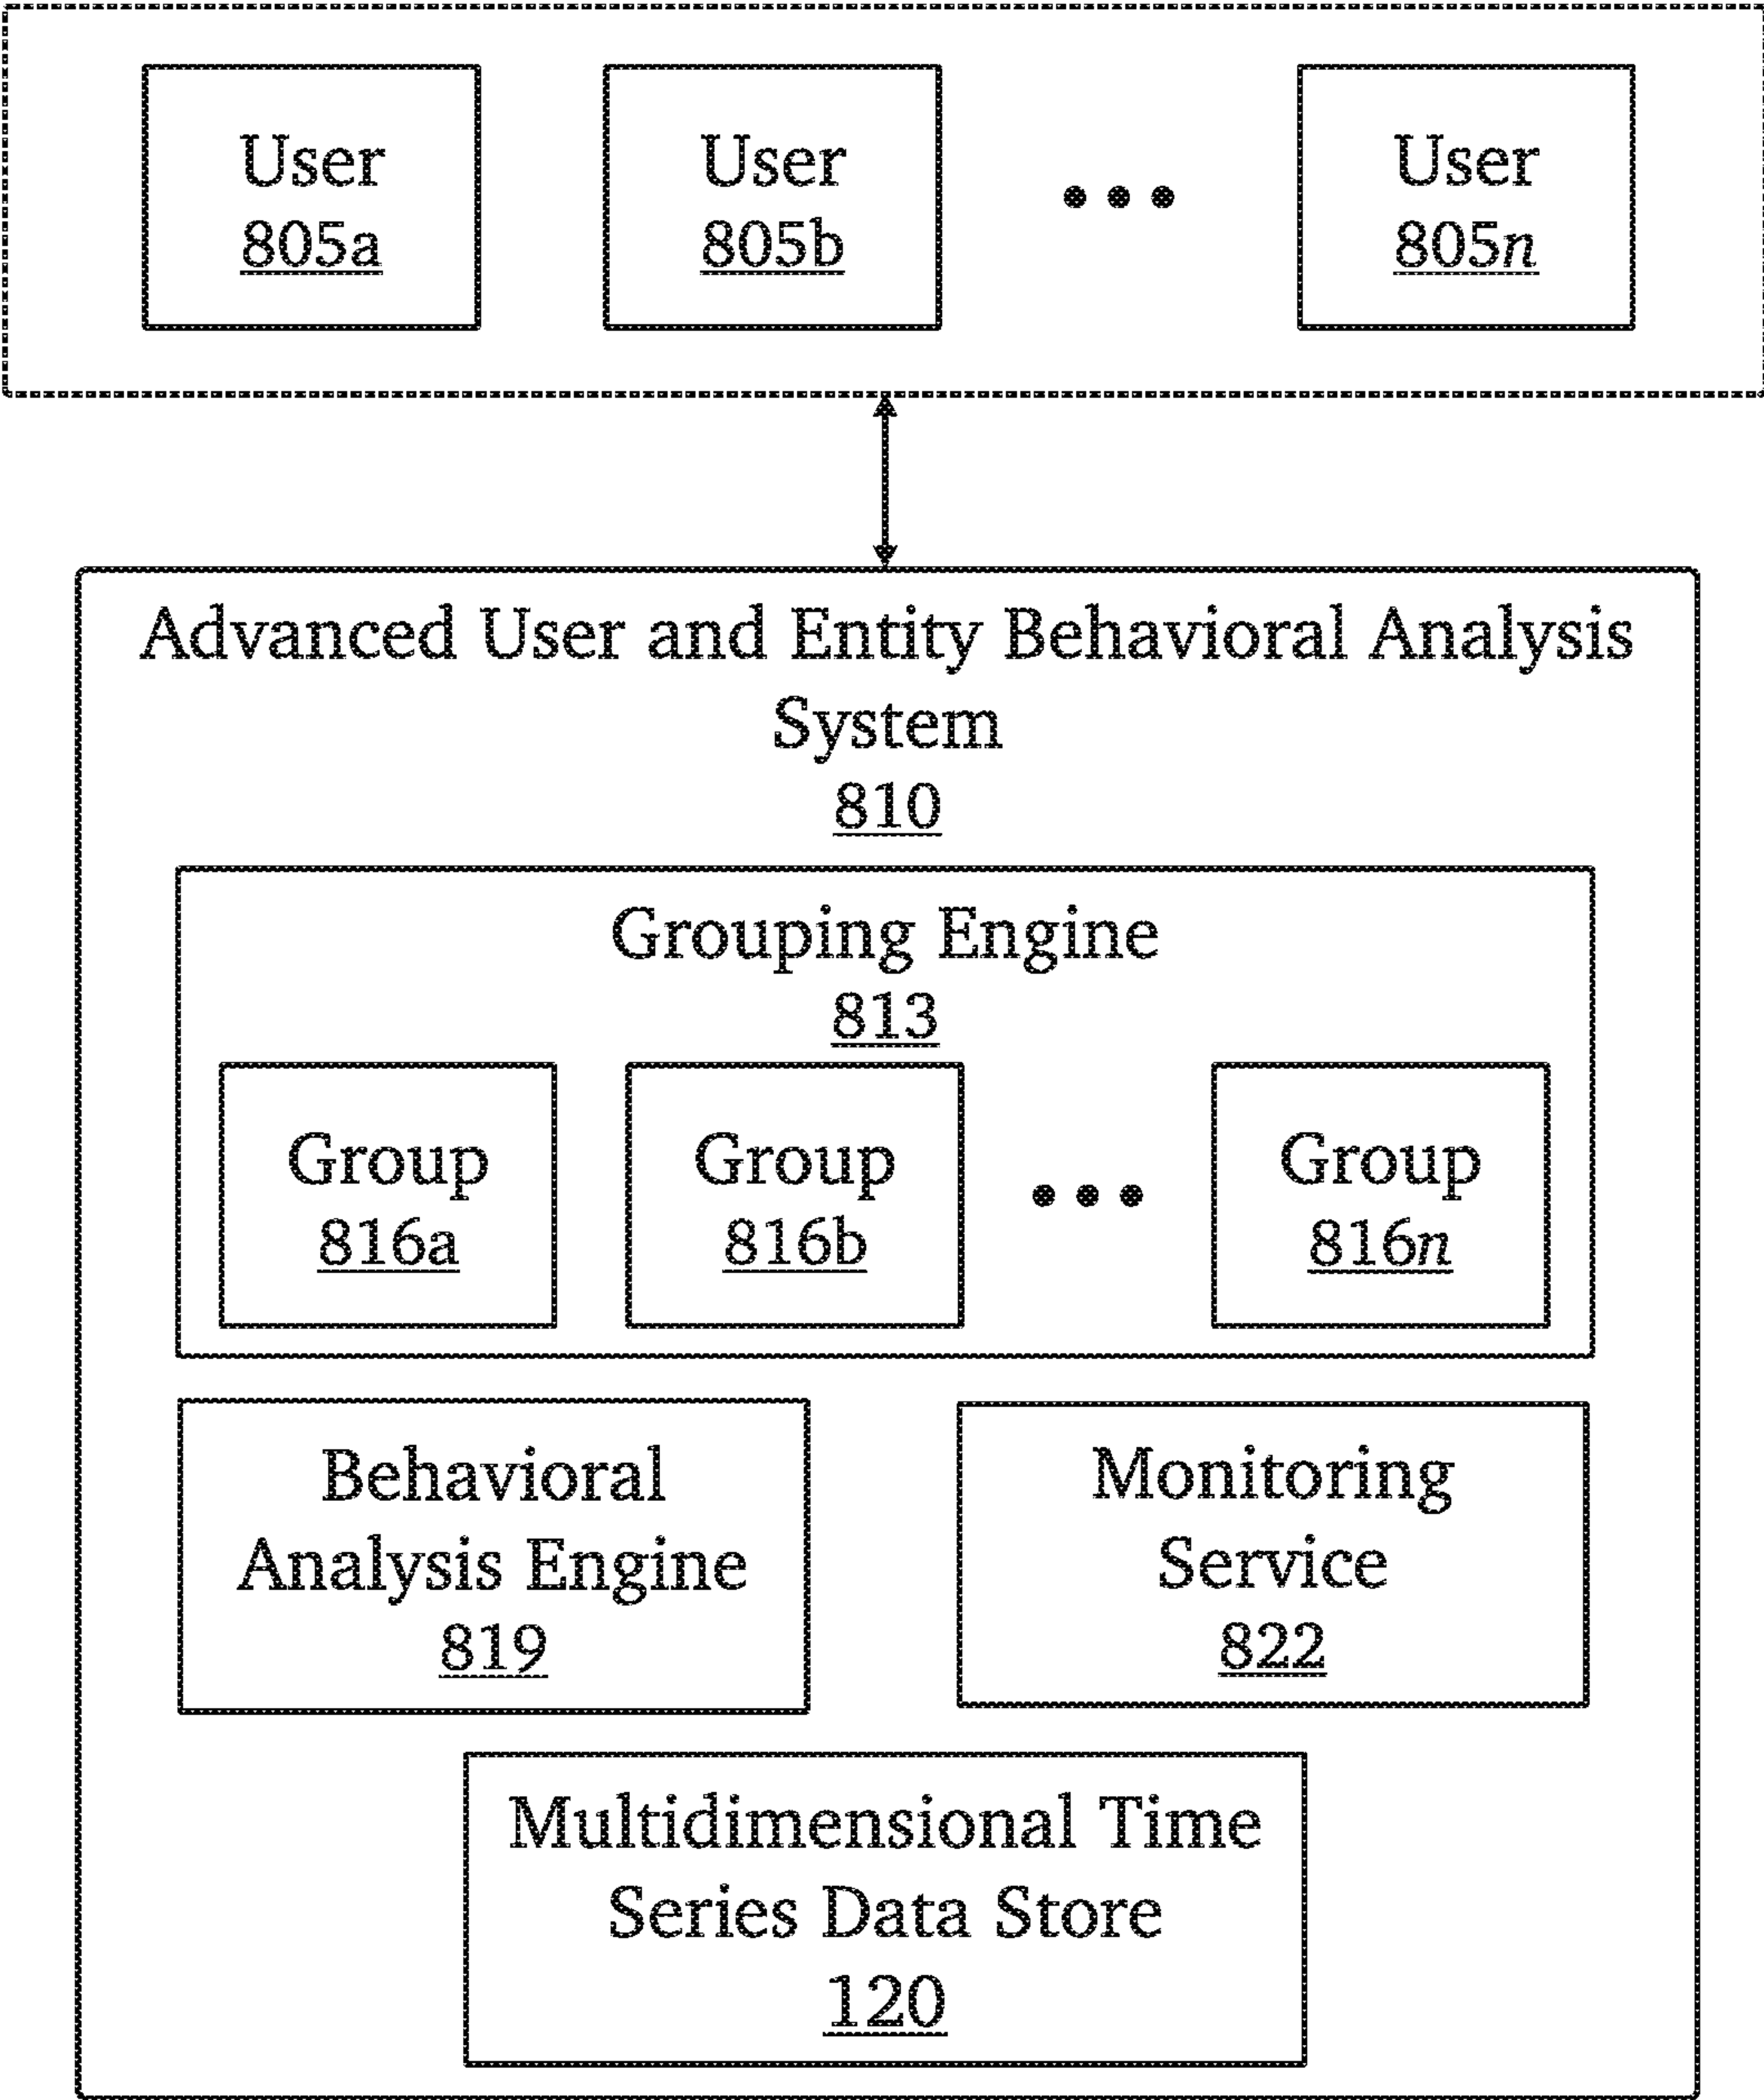 User User User
805a 805b ••• 805n
Advanced User and Entity Behavioral Analysis
System
810
Grouping Engine
813
Group Group Group
816a 816b ••• 816n
Behavioral
Analysis Engine
819
Monitoring
Service
822
Multidimensional Time
Series Data Store
120